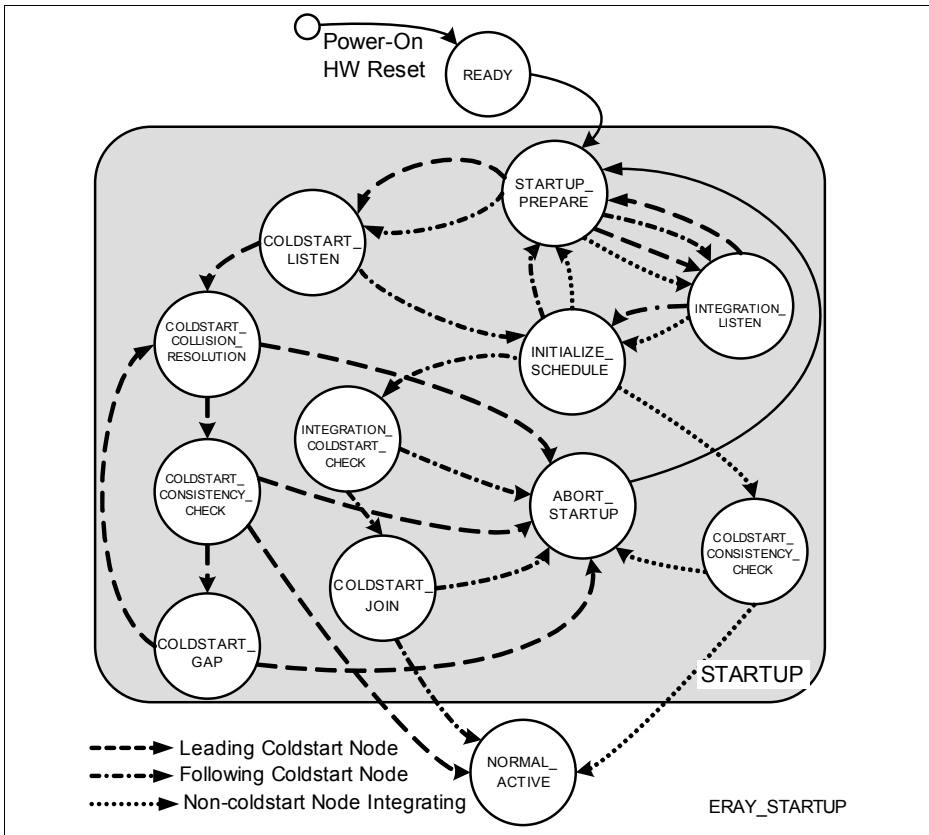 Power-On
HW Reset
READY
STARTUP_
PREPARE
COLDSTART_
LISTEN
INTEGRATION_
LISTEN
COLDSTART_
COLLISION_
RESOLUTION
INITIALIZE_
SCHEDULE
INTEGRATION_
COLDSTART_
CHECK
COLDSTART_
CONSISTENCY_
CHECK
ABORT_
STARTUP
COLDSTART_
CONSISTENCY_
CHECK
COLDSTART_
JOIN
COLDSTART_
GAP
STARTUP
NORMAL_
ACTIVE
Leading Coldstart Node
Following Coldstart Node
Non-coldstart Node Integrating
ERAY_STARTUP